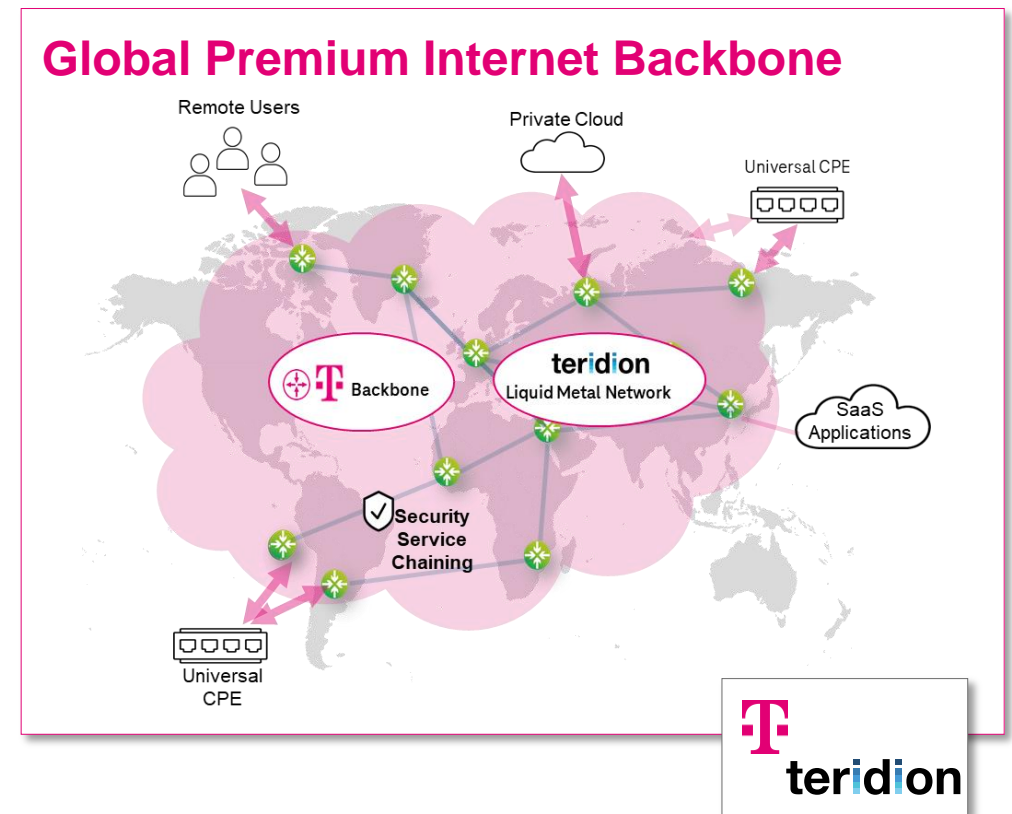 Global Premium Internet Backbone
Remote Users
Private Cloud
Universal CPE
T Backbone
teridion
Liquid Metal Network
SaaS
Applications
Security
Service
Chaining
Universal
CPE
T
teridion